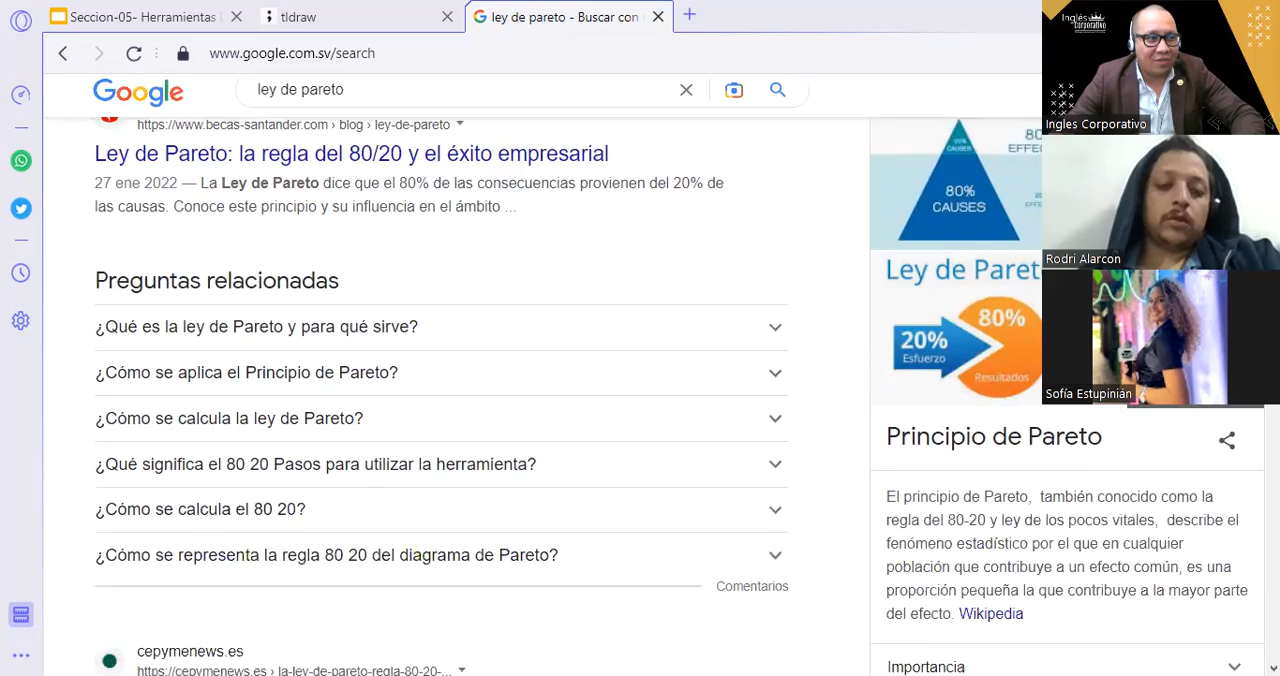 Seccion-05- Herramientas
tldraw
ley de pareto - Buscar con
www.google.com.sv/search
Google
ley de pareto
https://www.becas-santander.com › blog › ley-de-pareto
Ley de Pareto: la regla del 80/20 y el éxito empresarial
27 ene 2022 — La Ley de Pareto dice que el 80% de las consecuencias provienen del 20% de
las causas. Conoce este principio y su influencia en el ámbito ...
Preguntas relacionadas
¿Qué es la ley de Pareto y para qué sirve?
¿Cómo se aplica el Principio de Pareto?
¿Cómo se calcula la ley de Pareto?
¿Qué significa el 80 20 Pasos para utilizar la herramienta?
¿Cómo se calcula el 80 20?
¿Cómo se representa la regla 80 20 del diagrama de Pareto?
Comentarios
cepymenews.es
https://cepymenews.es › la-ley-de-pareto-regla-80-20-...
CAUSES
80%
CAUSES
Ley de Paret
20%
Esfuerzo
80%
Resultados
Principio de Pareto
El principio de Pareto, también conocido como la
regla del 80-20 y ley de los pocos vitales, describe el
fenómeno estadístico por el que en cualquier
población que contribuye a un efecto común, es una
proporción pequeña la que contribuye a la mayor parte
del efecto. Wikipedia
Importancia
Inglés
Corporativo
Ingles Corporativo
Rodri Alarcon
Sofía Estupinián